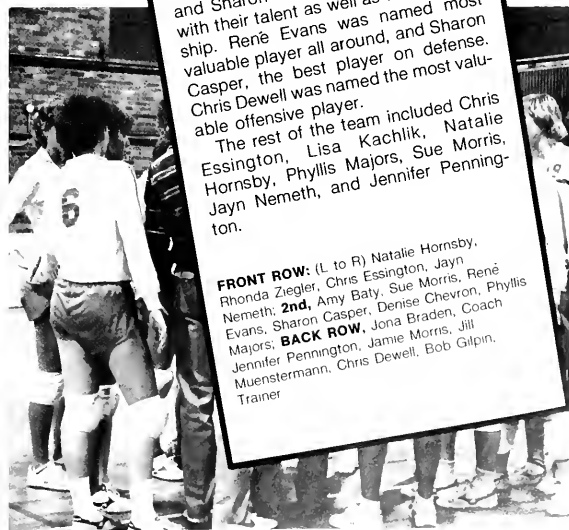 and Sharon
with their talent as well as
ship. René Evans was named most
valuable player all around, and Sharon
Casper, the best player on defense.
Chris Dewell was named the most valu-
able offensive player.
The rest of the team included Chris
Essington, Lisa Kachlik, Natalie
Hornsby, Phyllis Majors, Sue Morris,
Jayn Nemeth, and Jennifer Penning-
ton.
FRONT ROW: (L to R) Natalie Hornsby,
Rhonda Ziegler, Chris Essington, Jayn
Nemeth; 2nd, Amy Baty, Sue Morris, René
Evans, Sharon Casper, Denise Chevron, Phyllis
Majors; BACK ROW, Jona Braden, Coach
Jennifer Pennington, Jamie Morris, Jill
Muenstermann, Chris Dewell, Bob Gilpin,
Trainer
6